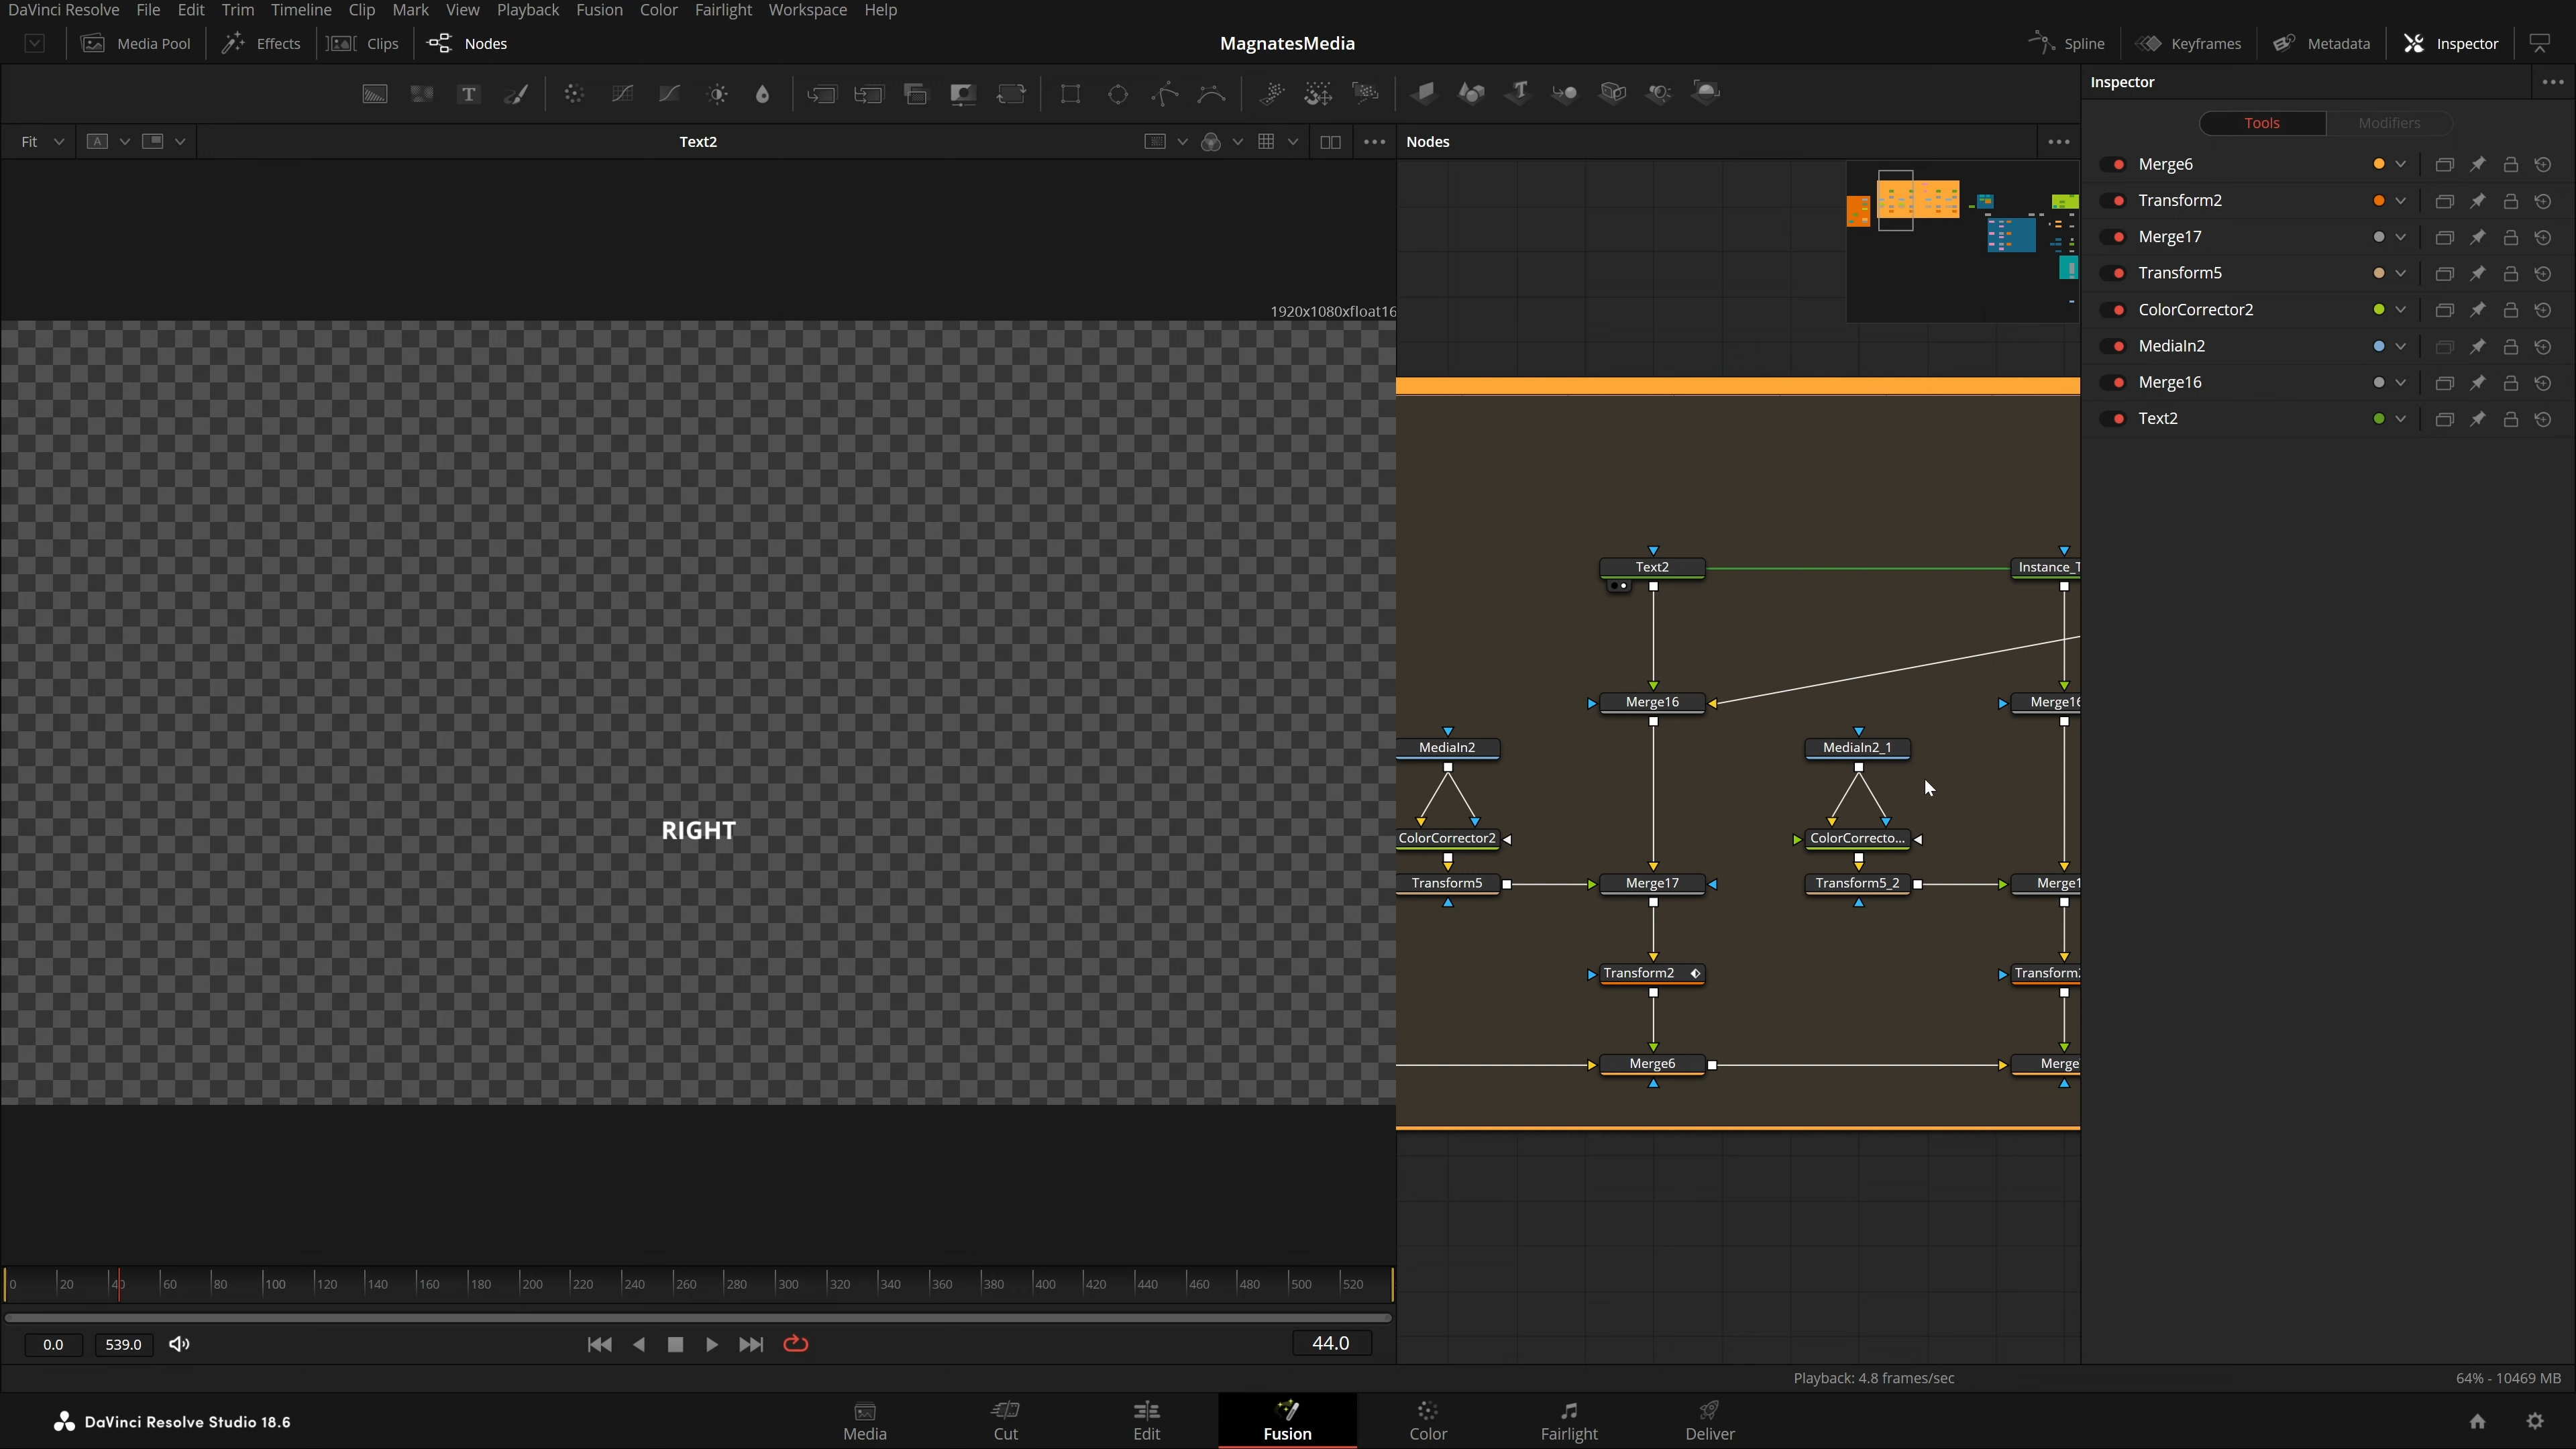 DaVinci Resolve File Edit Trim Timeline Clip Mark View Playback Fusion Color Fairlight Workspace Help
Media Pool Effects Clips Nodes MagnatesMedia Spline Keyframes Metadata Inspector
Inspector
Fit A Text2 Nodes
Tools Modifiers
Merge6
Transform2
Merge17
Transform5
ColorCorrector2
MediaIn2
Merge16
Text2
1920x1080xfloat16
Text2 Instance_T
Merge16 Merge16
MediaIn2 MediaIn2_1
ColorCorrector2 ColorCorrecto...
Transform5 Merge17 Transform5_2 Merge1
Transform2 Transform2
Merge6 Merge
RIGHT
0 20 40 60 80 100 120 140 160 180 200 220 240 260 280 300 320 340 360 380 400 420 440 460 480 500 520
0.0 539.0 44.0
Playback: 4.8 frames/sec 64% - 10469 MB
DaVinci Resolve Studio 18.6 Media Cut Edit Fusion Color Fairlight Deliver